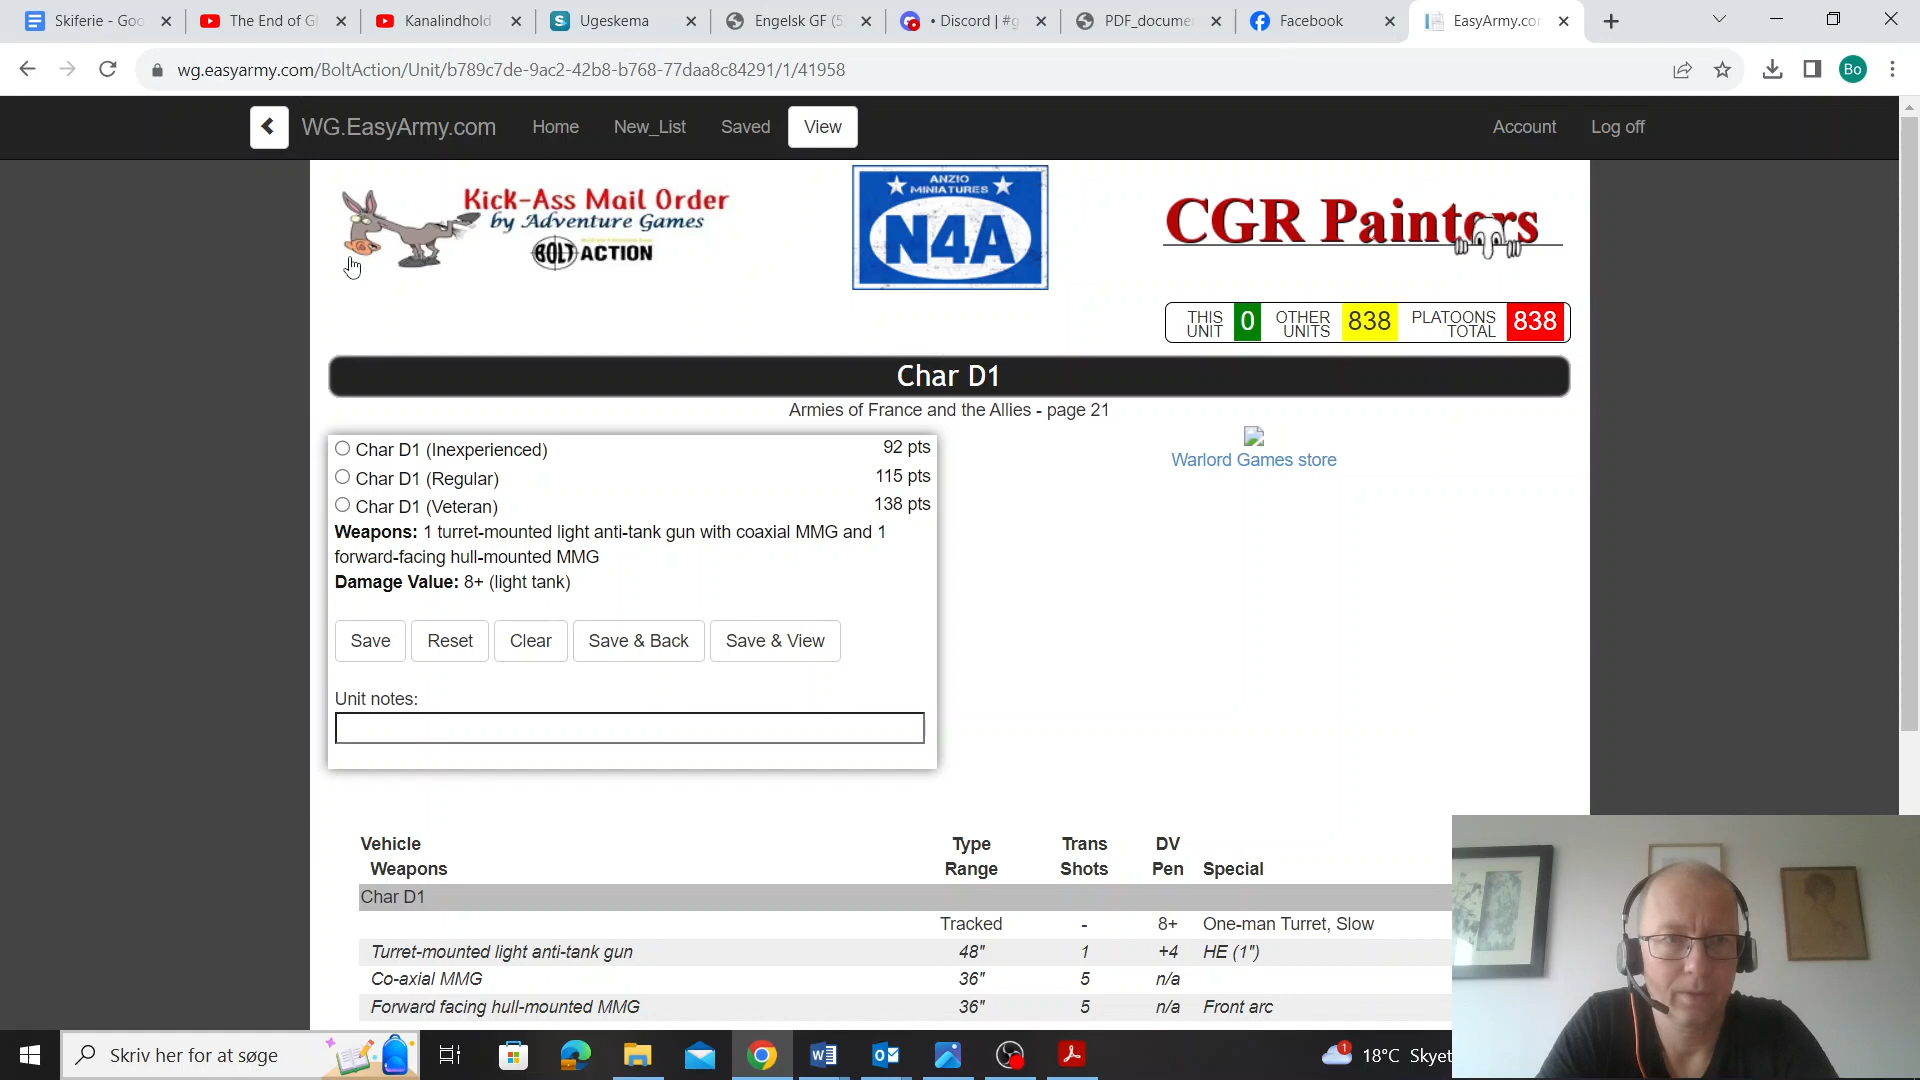 Skiferie - Goo
The End of Gl
Kanalindhold
Ugeskema
Engelsk GF (5
• Discord | #g
PDF_docume
Facebook
EasyArmy.co
wg.easyarmy.com/BoltAction/Unit/b789c7de-9ac2-42b8-b768-77daa8c84291/1/41958
Bo
WG.EasyArmy.com Home New_List Saved View Account Log off
Kick-Ass Mail Order
by Adventure Games
BOLT ACTION
ANZIO
MINIATURES
N4A
CGR Painters
THIS UNIT 0 OTHER UNITS 838 PLATOONS TOTAL 838
Char D1
Armies of France and the Allies - page 21
Char D1 (Inexperienced) 92 pts
Char D1 (Regular) 115 pts
Char D1 (Veteran) 138 pts
Weapons: 1 turret-mounted light anti-tank gun with coaxial MMG and 1
forward-facing hull-mounted MMG
Damage Value: 8+ (light tank)
Warlord Games store
Save Reset Clear Save & Back Save & View
Unit notes:
Vehicle Type Trans DV
Weapons Range Shots Pen Special
Char D1
Tracked - 8+ One-man Turret, Slow
Turret-mounted light anti-tank gun 48" 1 +4 HE (1")
Co-axial MMG 36" 5 n/a
Forward facing hull-mounted MMG 36" 5 n/a Front arc
Skriv her for at søge
1
18°C Skyet